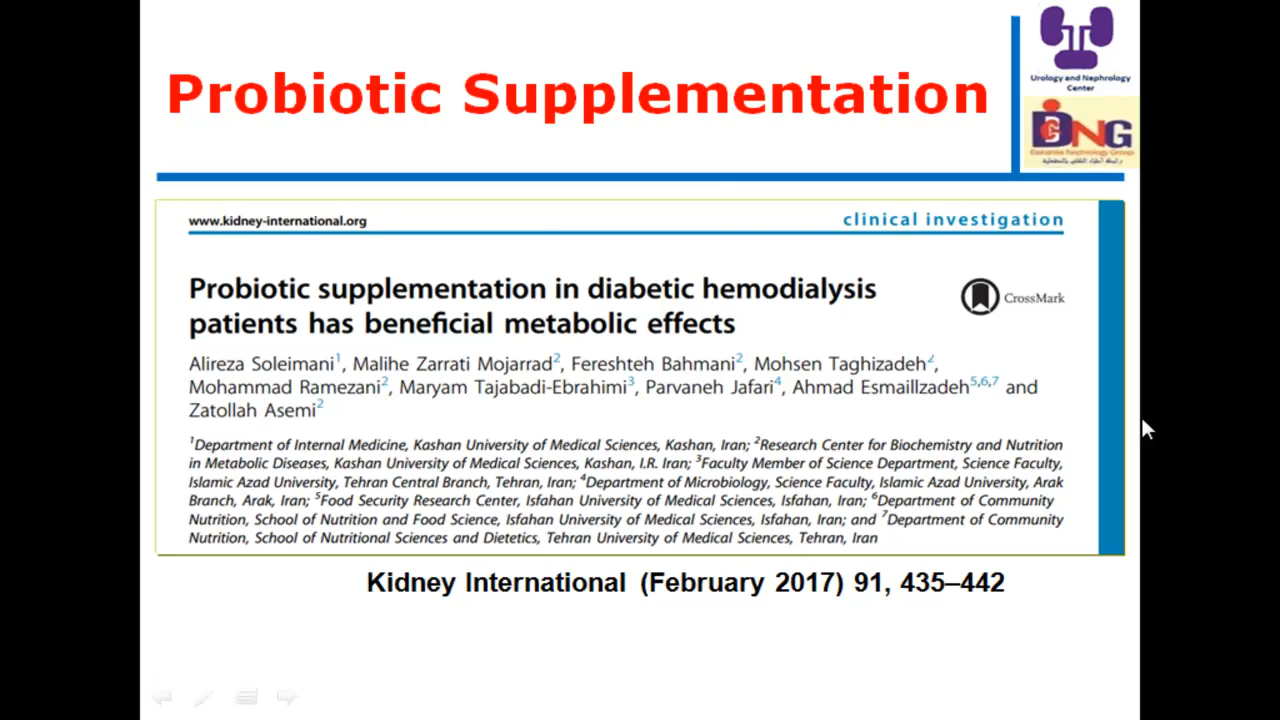 Probiotic Supplementation
Urology and Nephrology
Center
DNG
www.kidney-international.org
clinical investigation
Probiotic supplementation in diabetic hemodialysis
patients has beneficial metabolic effects
CrossMark
Alireza Soleimani1, Malihe Zarrati Mojarrad2, Fereshteh Bahmani2, Mohsen Taghizadeh2,
Mohammad Ramezani2, Maryam Tajabadi-Ebrahimi3, Parvaneh Jafari4, Ahmad Esmaillzadeh5,6,7 and
Zatollah Asemi2
1Department of Internal Medicine, Kashan University of Medical Sciences, Kashan, Iran; 2Research Center for Biochemistry and Nutrition
in Metabolic Diseases, Kashan University of Medical Sciences, Kashan, I.R. Iran; 3Faculty Member of Science Department, Science Faculty,
Islamic Azad University, Tehran Central Branch, Tehran, Iran; 4Department of Microbiology, Science Faculty, Islamic Azad University, Arak
Branch, Arak, Iran; 5Food Security Research Center, Isfahan University of Medical Sciences, Isfahan, Iran; 6Department of Community
Nutrition, School of Nutrition and Food Science, Isfahan University of Medical Sciences, Isfahan, Iran; and 7Department of Community
Nutrition, School of Nutritional Sciences and Dietetics, Tehran University of Medical Sciences, Tehran, Iran
Kidney International (February 2017) 91, 435–442